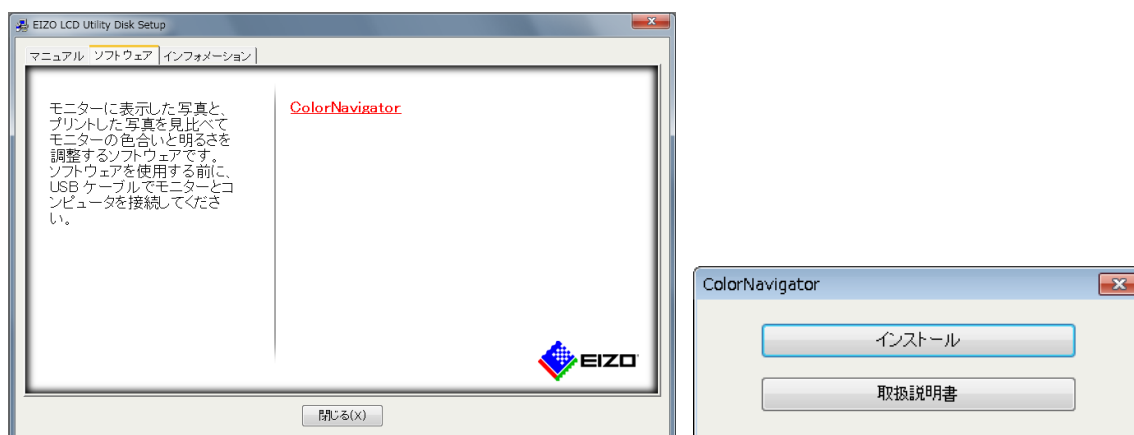 EIZO LCD Utility Disk Setup
マニュアル ソフトウェア インフォメーション
モニターに表示した写真と、
プリントした写真を見比べて
モニターの色合いと明るさを
調整するソフトウェアです。
ソフトウェアを使用する前に、
USB ケーブルでモニターとコ
ンピュータを接続してくださ
い。
ColorNavigator
EIZO
閉じる(X)
ColorNavigator
インストール
取扱説明書